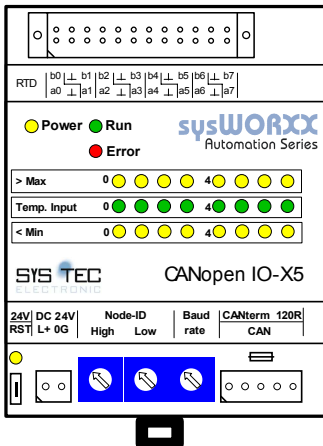 RTD b0 ⊥ b1 b2 ⊥ b3 b4 ⊥ b5 b6 ⊥ b7
a0 ⊥ a1 a2 ⊥ a3 a4 ⊥ a5 a6 ⊥ a7
Power Run
Error
sysWORXX
Automation Series
> Max 0 4
Temp. Input 0 4
< Min 0 4
SYS TEC
ELECTRONIC
CANopen IO-X5
24V DC 24V Node-ID Baud CANterm 120R
RST L+ 0G High Low rate CAN